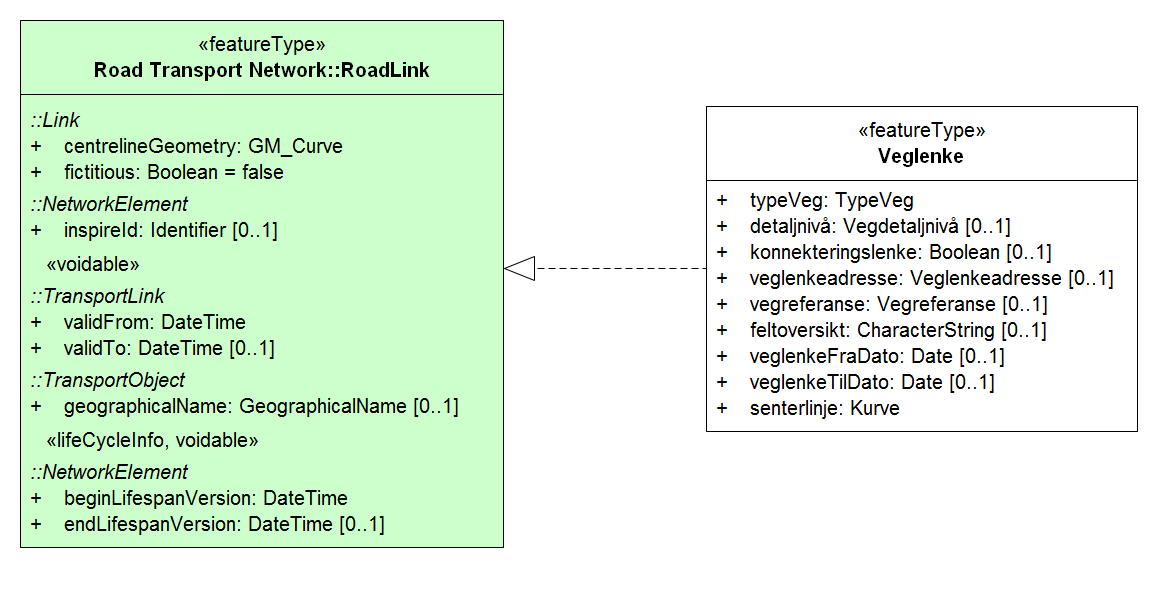 «featureType»
Road Transport Network::RoadLink
::Link
+ centrelineGeometry: GM_Curve
+ fictitious: Boolean = false
::NetworkElement
+ inspireId: Identifier [0..1]
«voidable»
::TransportLink
+ validFrom: DateTime
+ validTo: DateTime [0..1]
::TransportObject
+ geographicalName: GeographicalName [0..1]
«lifeCycleInfo, voidable»
::NetworkElement
+ beginLifespanVersion: DateTime
+ endLifespanVersion: DateTime [0..1]
«featureType»
Veglenke
+ typeVeg: TypeVeg
+ detaljnivå: Vegdetaljnivå [0..1]
+ konnekteringslenke: Boolean [0..1]
+ veglenkeadresse: Veglenkeadresse [0..1]
+ vegreferanse: Vegreferanse [0..1]
+ feltoversikt: CharacterString [0..1]
+ veglenkeFraDato: Date [0..1]
+ veglenkeTilDato: Date [0..1]
+ senterlinje: Kurve